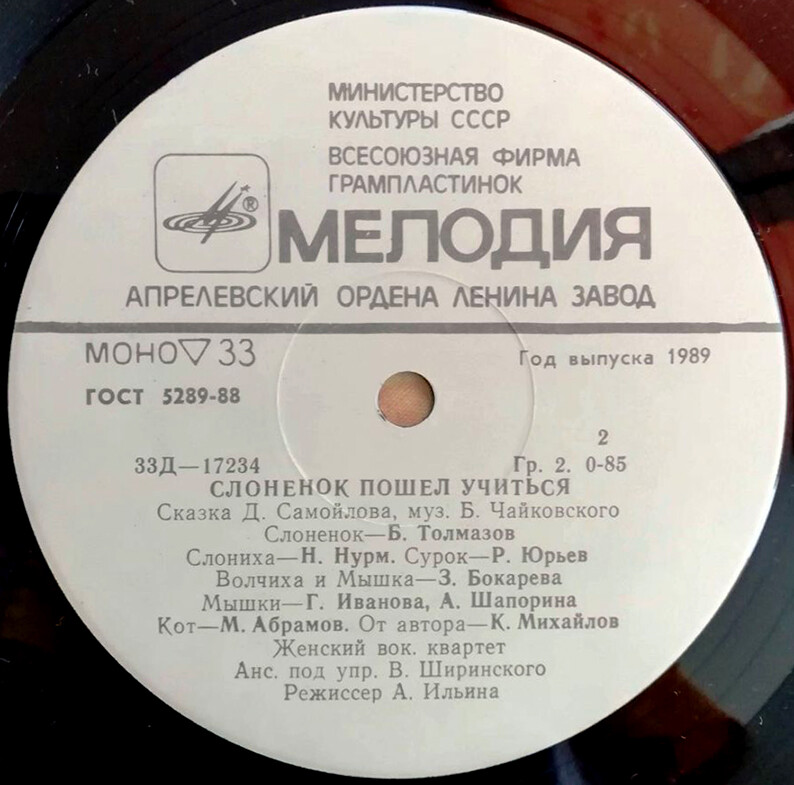 МИНИСТЕРСТВО
КУЛЬТУРЫ СССР
ВСЕСОЮЗНАЯ ФИРМА
ГРАМПЛАСТИНОК
®
МЕЛОДИЯ
АПРЕЛЕВСКИЙ ОРДЕНА ЛЕНИНА ЗАВОД
МОНО▽33
Год выпуска 1989
ГОСТ 5289-88
2
33Д—17234
Гр. 2. 0-85
СЛОНЕНОК ПОШЕЛ УЧИТЬСЯ
Сказка Д. Самойлова, муз. Б. Чайковского
Слоненок—Б. Толмазов
Слониха—Н. Нурм. Сурок—Р. Юрьев
Волчиха и Мышка—З. Бокарева
Мышки—Г. Иванова, А. Шапорина
Кот—М. Абрамов. От автора—К. Михайлов
Женский вок. квартет
Анс. под упр. В. Ширинского
Режиссер А. Ильина